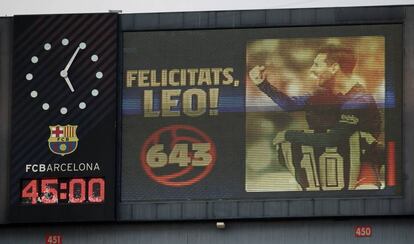 FELICITATS,
LEO!
643
10
FCBARCELONA
45:00
451
450